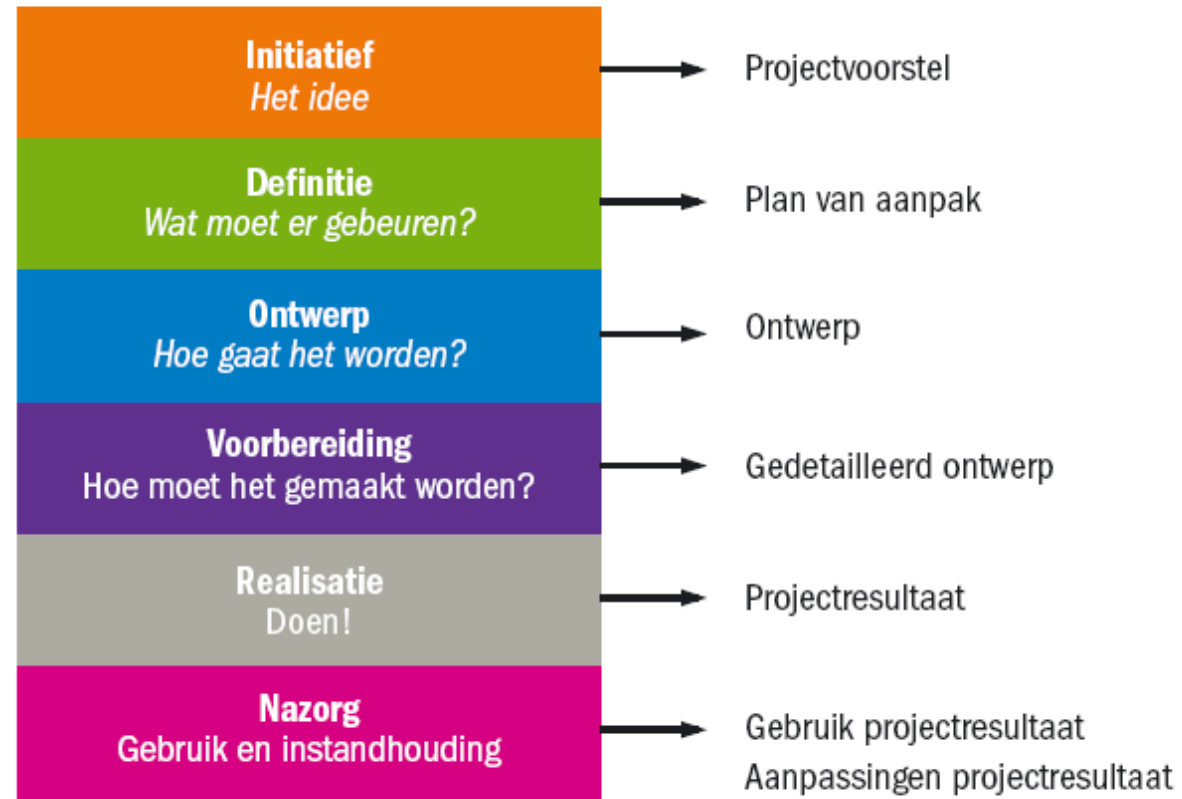 Initiatief
Het idee
Projectvoorstel
Definitie
Wat moet er gebeuren?
Plan van aanpak
Ontwerp
Hoe gaat het worden?
Ontwerp
Voorbereiding
Hoe moet het gemaakt worden?
Gedetailleerd ontwerp
Realisatie
Doen!
Projectresultaat
Nazorg
Gebruik en instandhouding
Gebruik projectresultaat
Aanpassingen projectresultaat